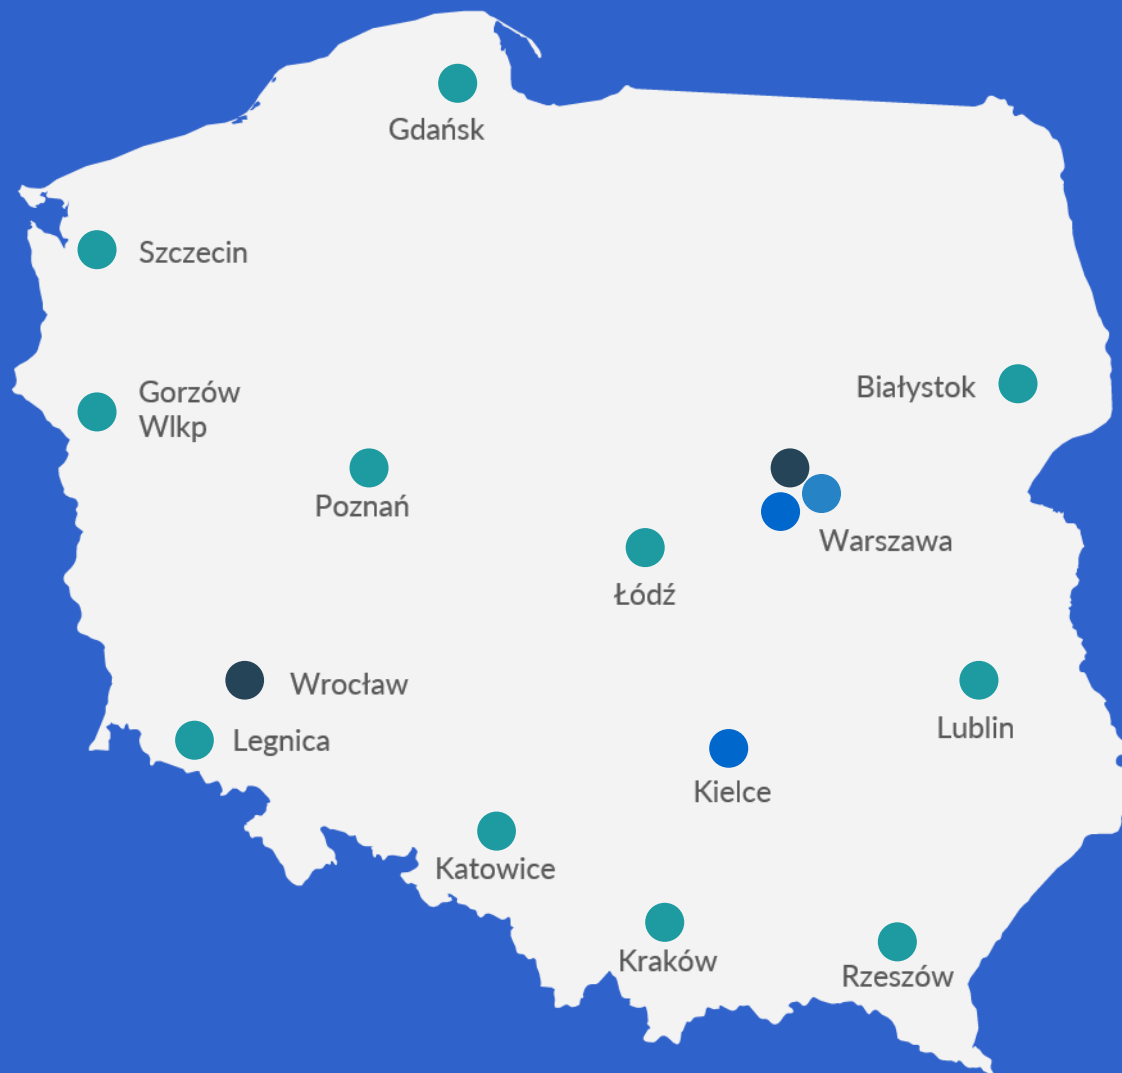 Gdańsk
Szczecin
Gorzów
Wlkp
Białystok
Poznań
Warszawa
Łódź
Wrocław
Legnica
Lublin
Kielce
Katowice
Kraków
Rzeszów